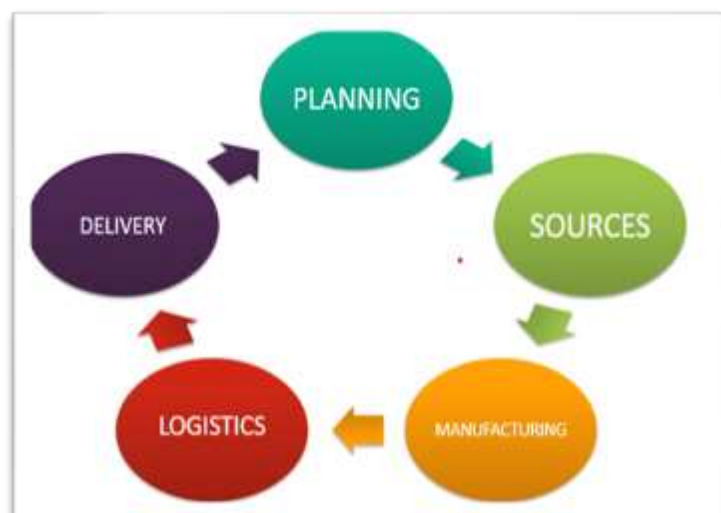 PLANNING
SOURCES
MANUFACTURING
LOGISTICS
DELIVERY